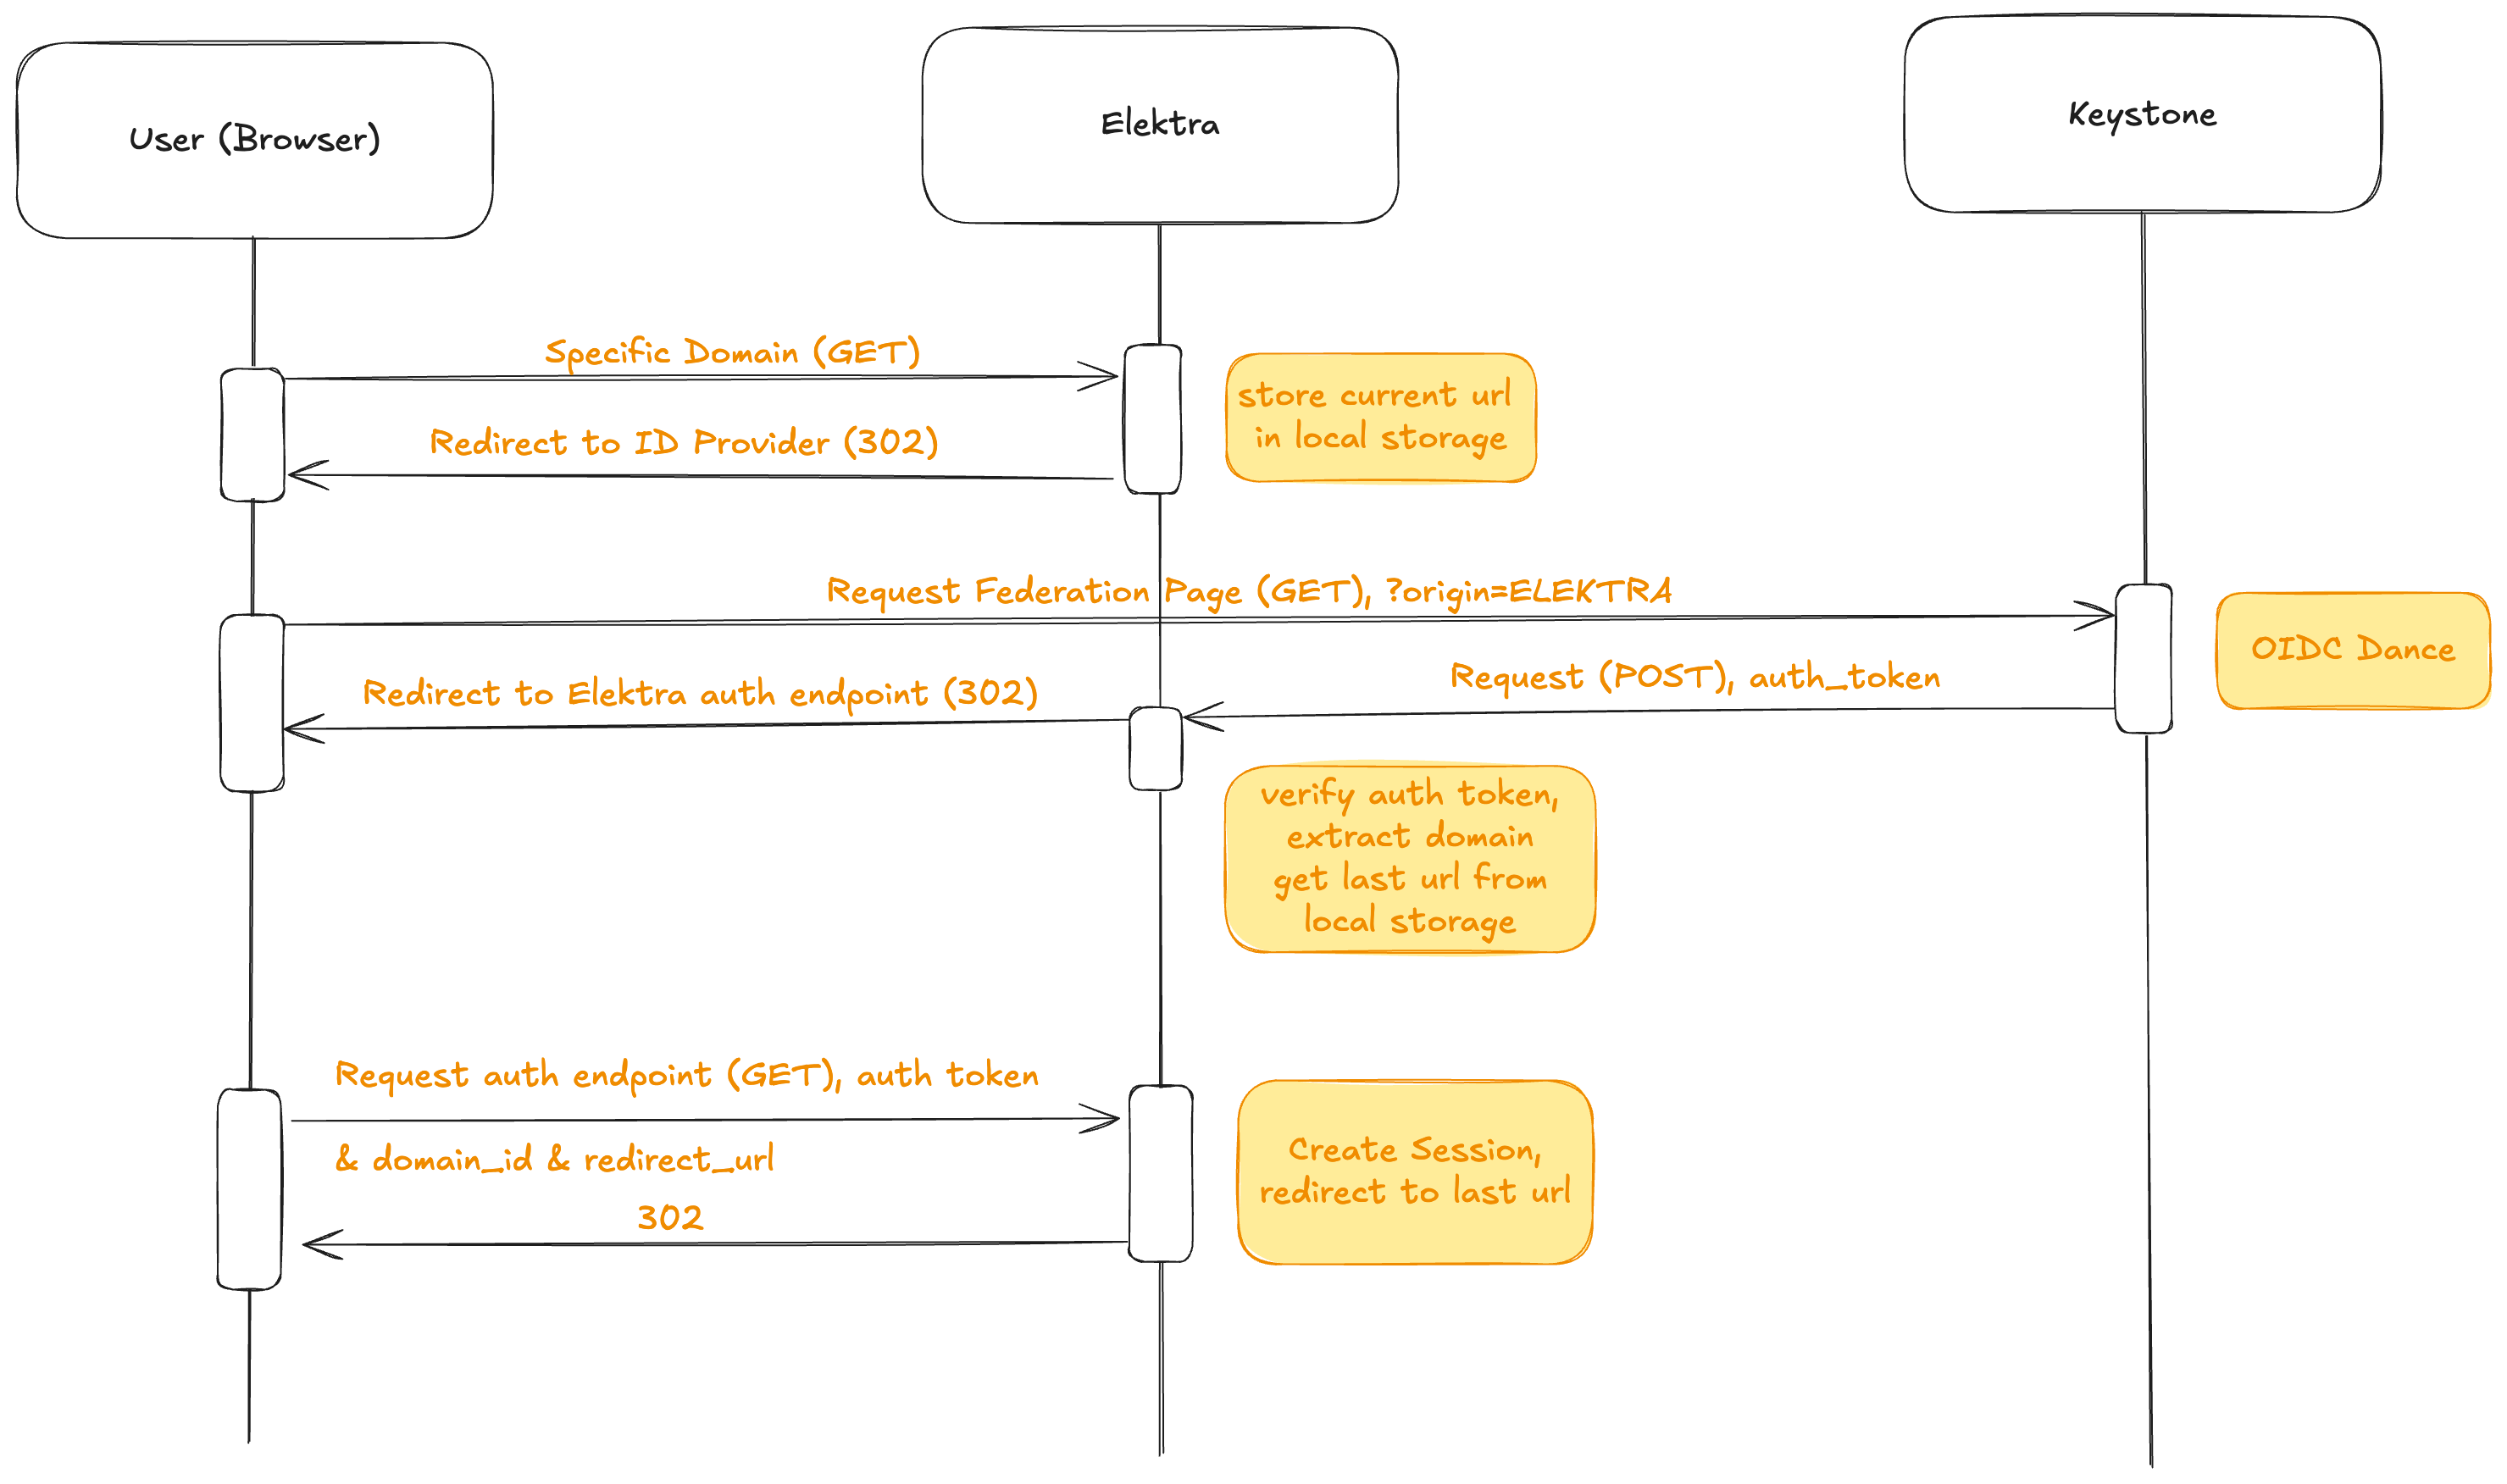 User (Browser)
Elektra
Keystone
Specific Domain (GET)
store current url
in local storage
Redirect to ID Provider (302)
Request Federation Page (GET), ?origin=ELEKTRA
OIDC Dance
Request (POST), auth_token
Redirect to Elektra auth endpoint (302)
verify auth token,
extract domain
get last url from
local storage
Request auth endpoint (GET), auth token
& domain_id & redirect_url
Create Session,
redirect to last url
302